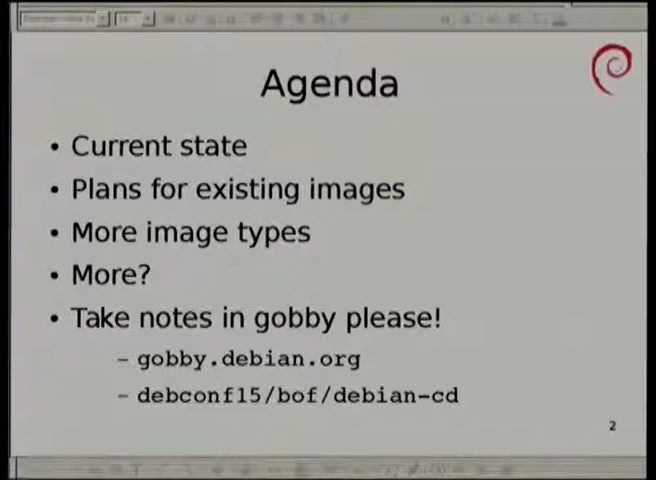 Agenda
• Current state
• Plans for existing images
• More image types
• More?
• Take notes in gobby please!
– gobby.debian.org
– debconf15/bof/debian-cd
2